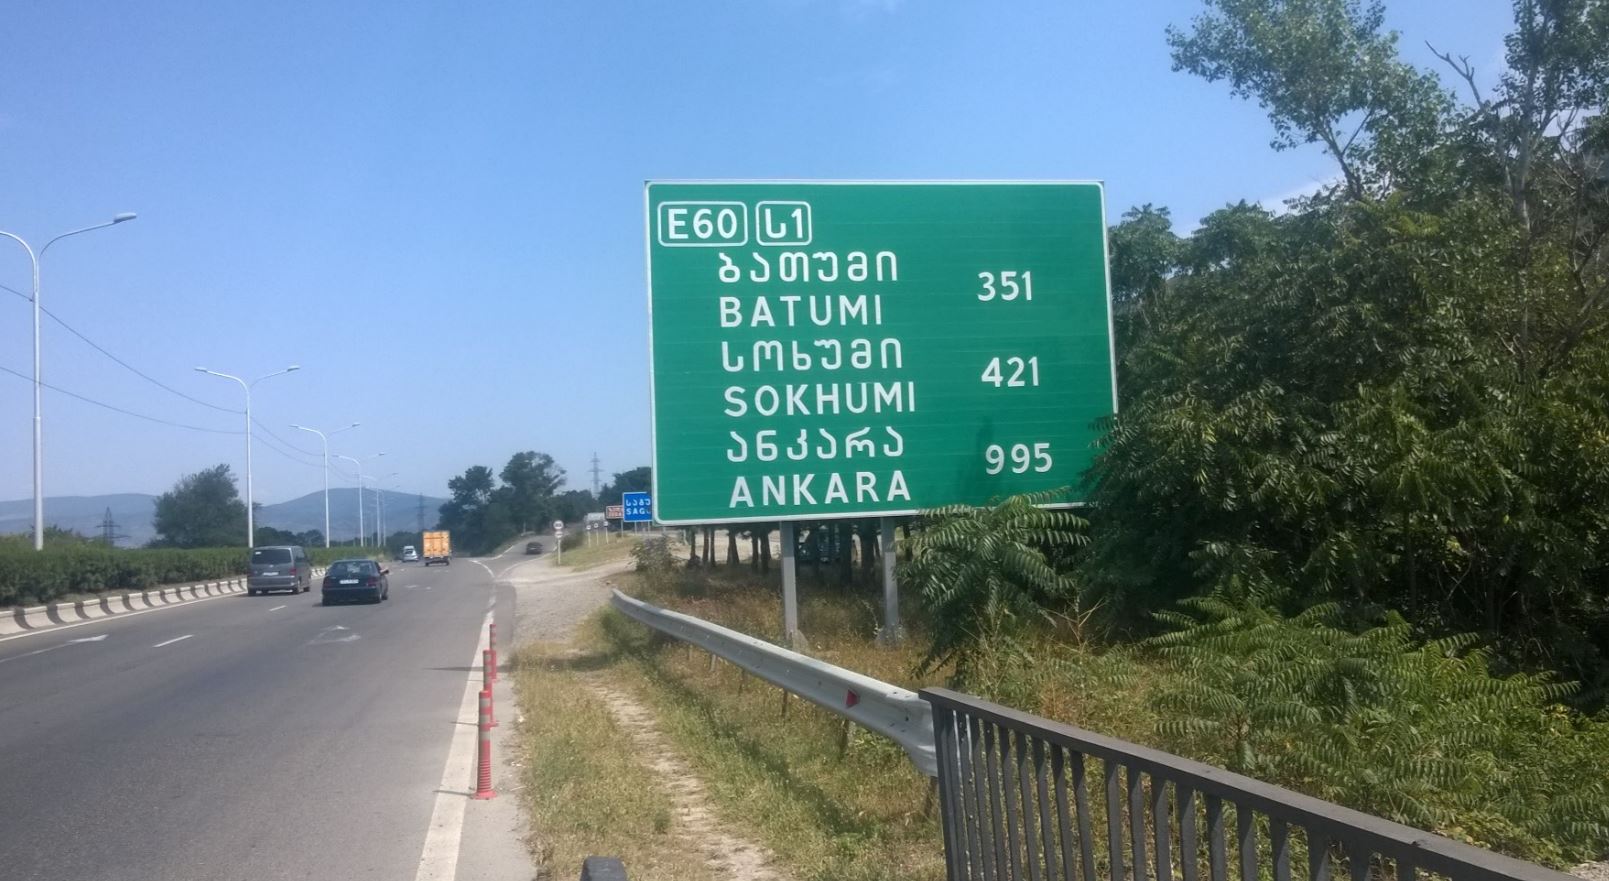 E60 ს1
ბათუმი
BATUMI
351
სოხუმი
SOKHUMI
421
ანკარა
ANKARA
995